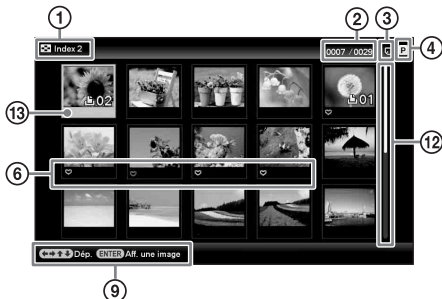 ① ② ③ ④
Index 2 0007 / 0029 P
02 01
⑬
⑫
⑥
Dép. ENTER Aff. une image
⑨